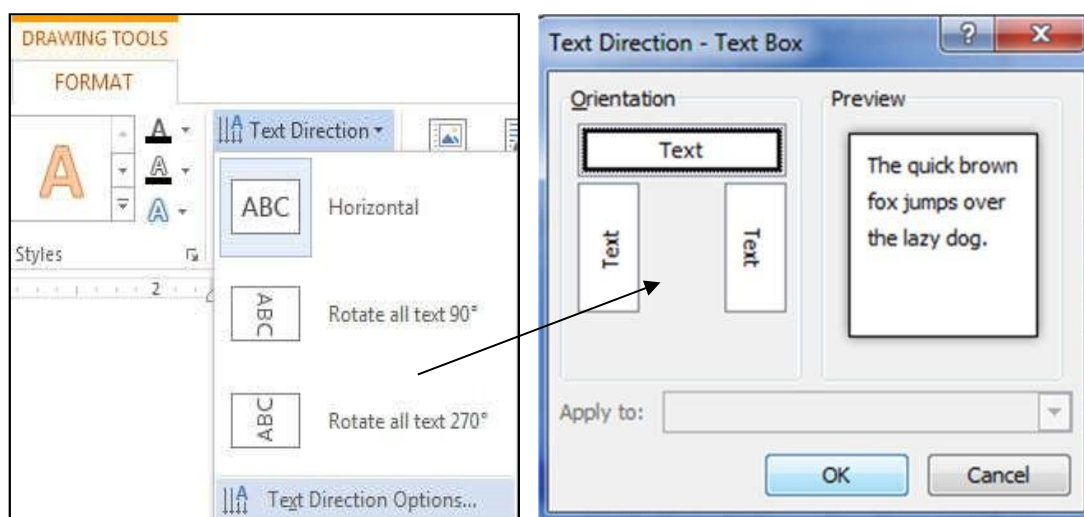 DRAWING TOOLS
FORMAT
A
A
A
A
Text Direction
ABC
Horizontal
Styles
2
ABC
Rotate all text 90°
ABC
Rotate all text 270°
Text Direction Options...
Text Direction - Text Box
?
X
Orientation
Preview
Text
Text
Text
The quick brown
fox jumps over
the lazy dog.
Apply to:
OK
Cancel